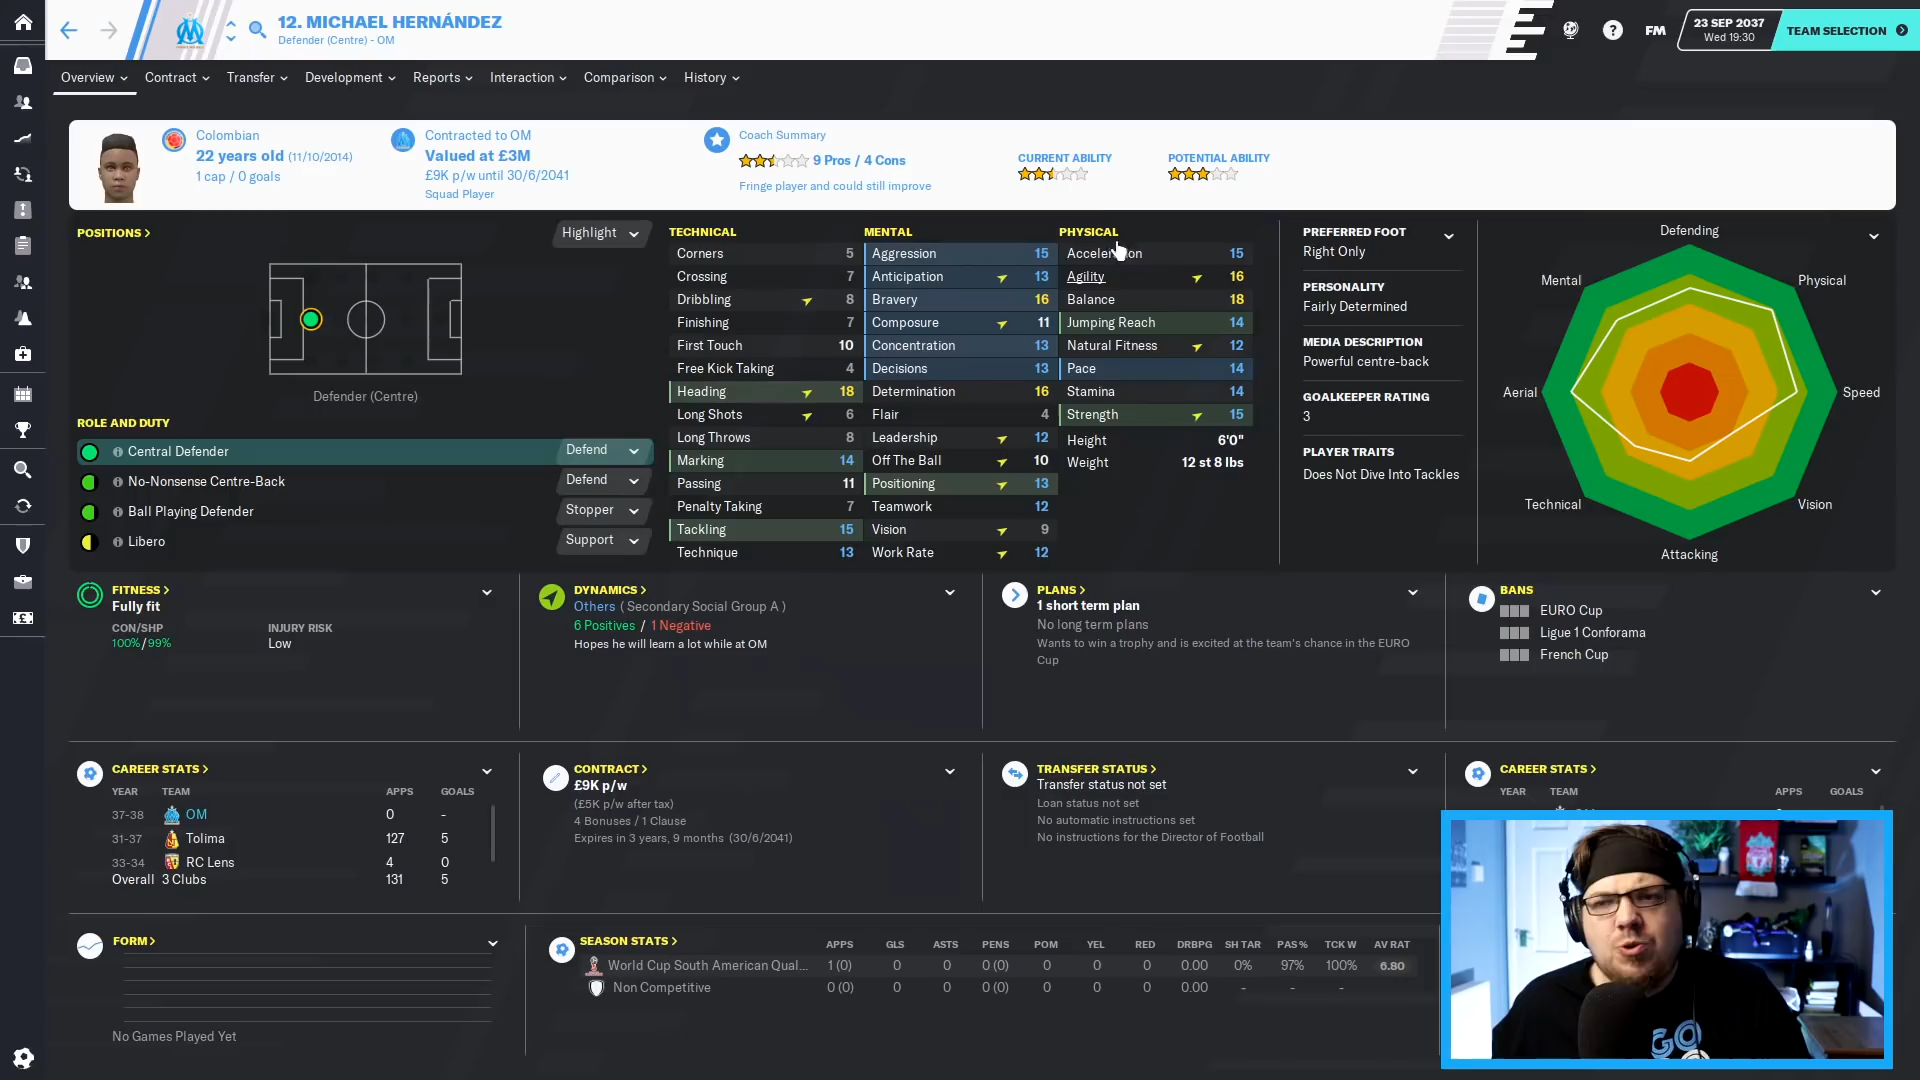 12. MICHAEL HERNÁNDEZ
Defender (Centre) - OM
FM
23 SEP 2037
Wed 19:30
TEAM SELECTION
Overview Contract Transfer Development Reports Interaction Comparison History
Colombian
22 years old (11/10/2014)
1 cap / 0 goals
Contracted to OM
Valued at £3M
£9K p/w until 30/6/2041
Squad Player
Coach Summary
9 Pros / 4 Cons
Fringe player and could still improve
CURRENT ABILITY
POTENTIAL ABILITY
POSITIONS >
Highlight
Defender (Centre)
ROLE AND DUTY
Central Defender Defend
No-Nonsense Centre-Back Defend
Ball Playing Defender Stopper
Libero Support
TECHNICAL
Corners 5
Crossing 7
Dribbling 8
Finishing 7
First Touch 10
Free Kick Taking 4
Heading 18
Long Shots 6
Long Throws 8
Marking 14
Passing 11
Penalty Taking 7
Tackling 15
Technique 13
MENTAL
Aggression 15
Anticipation 13
Bravery 16
Composure 11
Concentration 13
Decisions 13
Determination 16
Flair 4
Leadership 12
Off The Ball 10
Positioning 13
Teamwork 12
Vision 9
Work Rate 12
PHYSICAL
Acceleration 15
Agility 16
Balance 18
Jumping Reach 14
Natural Fitness 12
Pace 14
Stamina 14
Strength 15
Height 6'0"
Weight 12 st 8 lbs
PREFERRED FOOT
Right Only
PERSONALITY
Fairly Determined
MEDIA DESCRIPTION
Powerful centre-back
GOALKEEPER RATING
3
PLAYER TRAITS
Does Not Dive Into Tackles
Defending
Mental
Physical
Aerial
Speed
Technical
Vision
Attacking
FITNESS >
Fully fit
CON/SHP INJURY RISK
100%/99% Low
DYNAMICS >
Others ( Secondary Social Group A )
6 Positives / 1 Negative
Hopes he will learn a lot while at OM
PLANS >
1 short term plan
No long term plans
Wants to win a trophy and is excited at the team's chance in the EURO
Cup
BANS
EURO Cup
Ligue 1 Conforama
French Cup
CAREER STATS >
YEAR TEAM APPS GOALS
37-38 OM 0 -
31-37 Tolima 127 5
33-34 RC Lens 4 0
Overall 3 Clubs 131 5
CONTRACT >
£9K p/w
(£5K p/w after tax)
4 Bonuses / 1 Clause
Expires in 3 years, 9 months (30/6/2041)
TRANSFER STATUS >
Transfer status not set
Loan status not set
No automatic instructions set
No instructions for the Director of Football
CAREER STATS >
YEAR TEAM APPS GOALS
FORM >
No Games Played Yet
SEASON STATS > APPS GLS ASTS PENS POM YEL RED DRBPG SH TAR PAS % TCK W AV RAT
World Cup South American Qual... 1 (0) 0 0 0 (0) 0 0 0 0.00 0% 97% 100% 6.80
Non Competitive 0 (0) 0 0 0 (0) 0 0 0 0.00 - - -